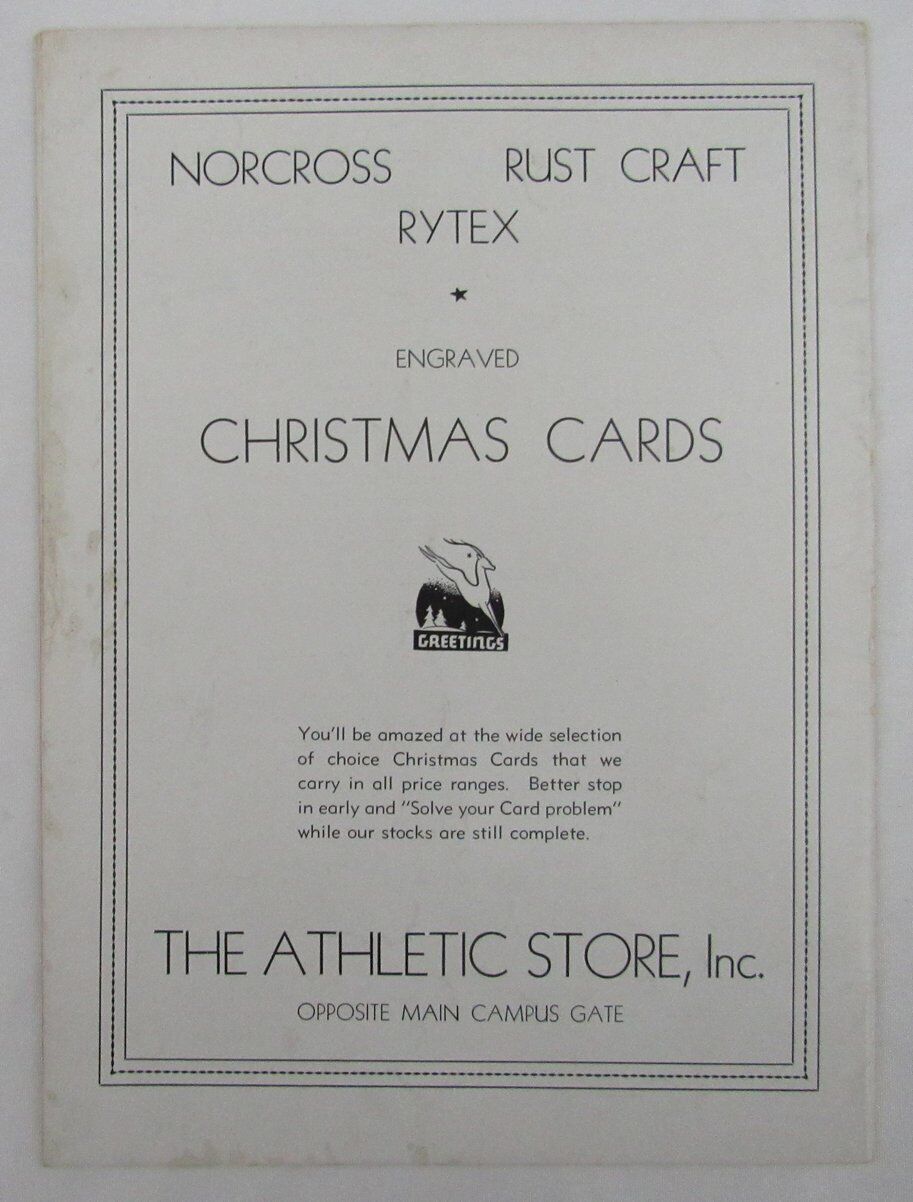 NORCROSS RUST CRAFT
RYTEX
ENGRAVED
CHRISTMAS CARDS
GREETINGS
You'll be amazed at the wide selection
of choice Christmas Cards that we
carry in all price ranges. Better stop
in early and "Solve your Card problem"
while our stocks are still complete.
THE ATHLETIC STORE, Inc.
OPPOSITE MAIN CAMPUS GATE